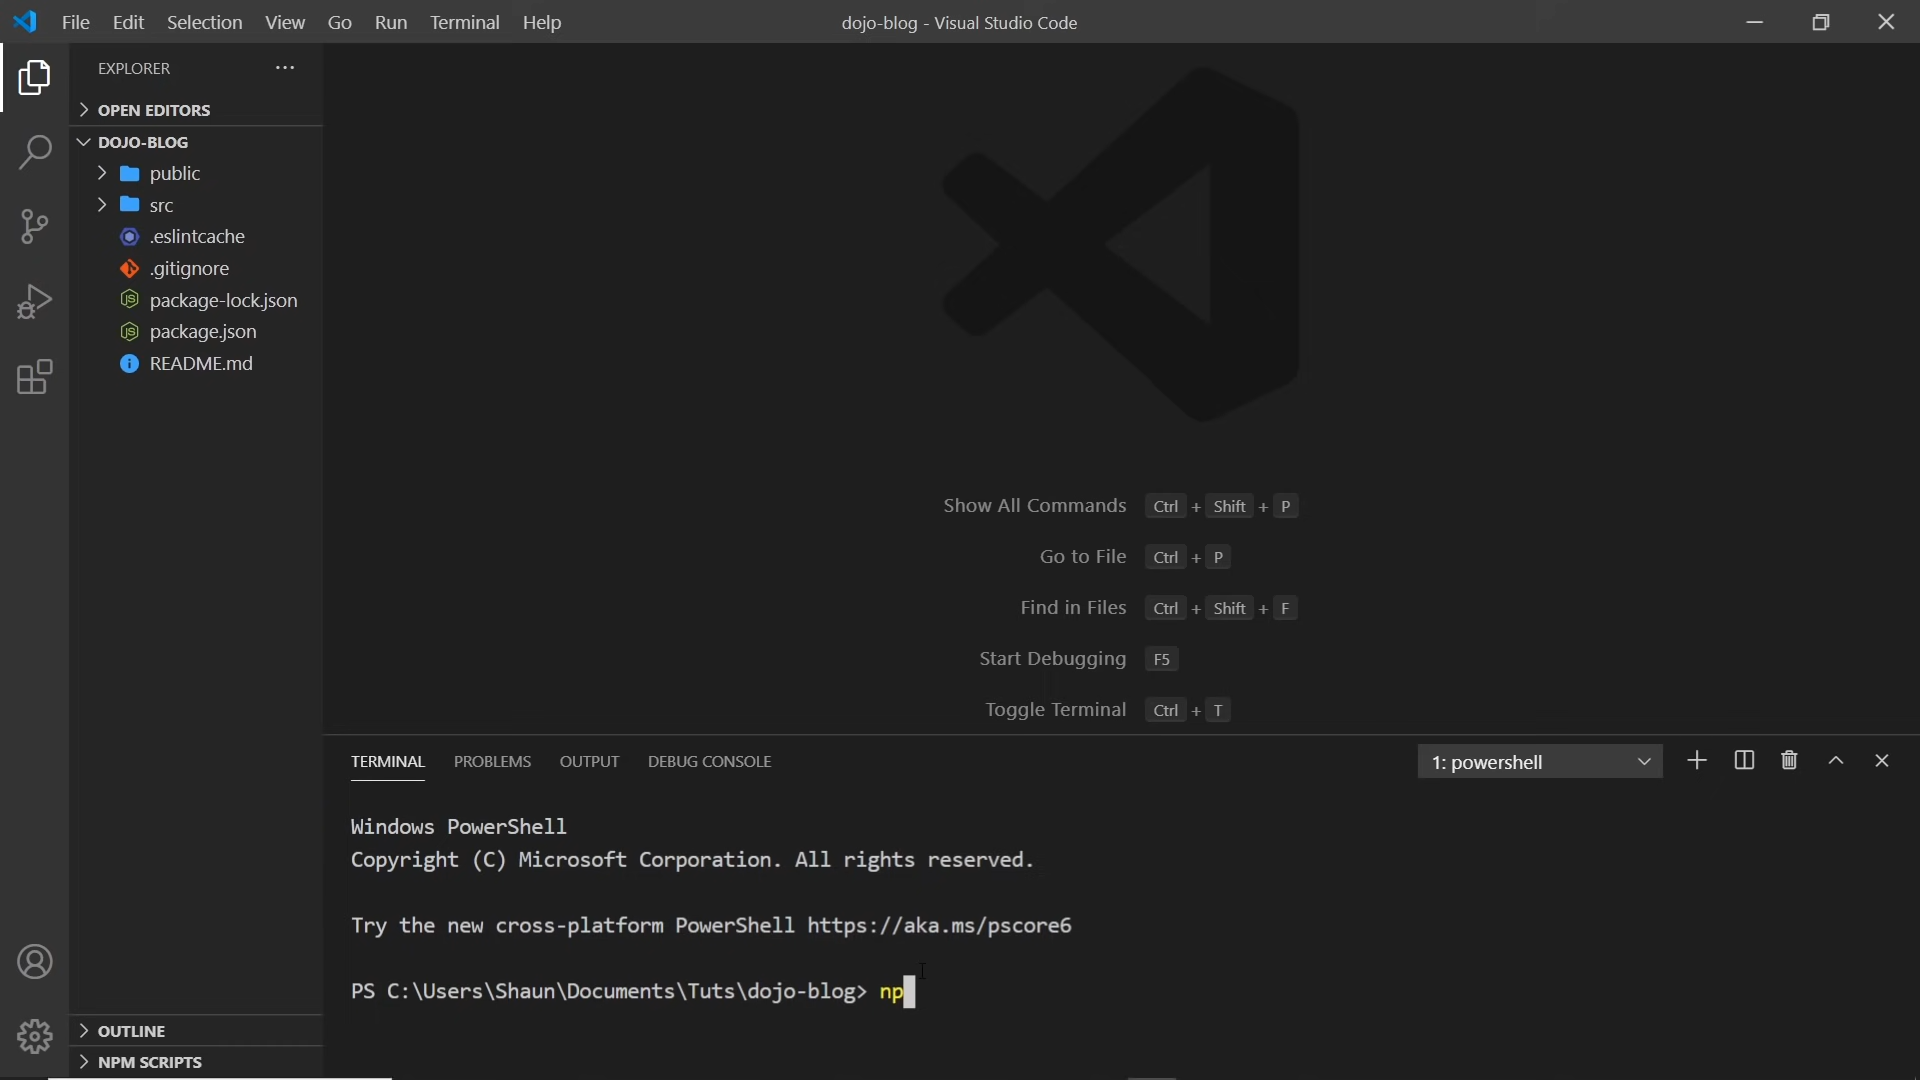 File Edit Selection View Go Run Terminal Help
dojo-blog - Visual Studio Code
EXPLORER
OPEN EDITORS
DOJO-BLOG
public
src
.eslintcache
.gitignore
package-lock.json
package.json
README.md
OUTLINE
NPM SCRIPTS
Show All Commands Ctrl + Shift + P
Go to File Ctrl + P
Find in Files Ctrl + Shift + F
Start Debugging F5
Toggle Terminal Ctrl + T
TERMINAL PROBLEMS OUTPUT DEBUG CONSOLE
1: powershell
Windows PowerShell
Copyright (C) Microsoft Corporation. All rights reserved.
Try the new cross-platform PowerShell https://aka.ms/pscore6
PS C:\Users\Shaun\Documents\Tuts\dojo-blog> np